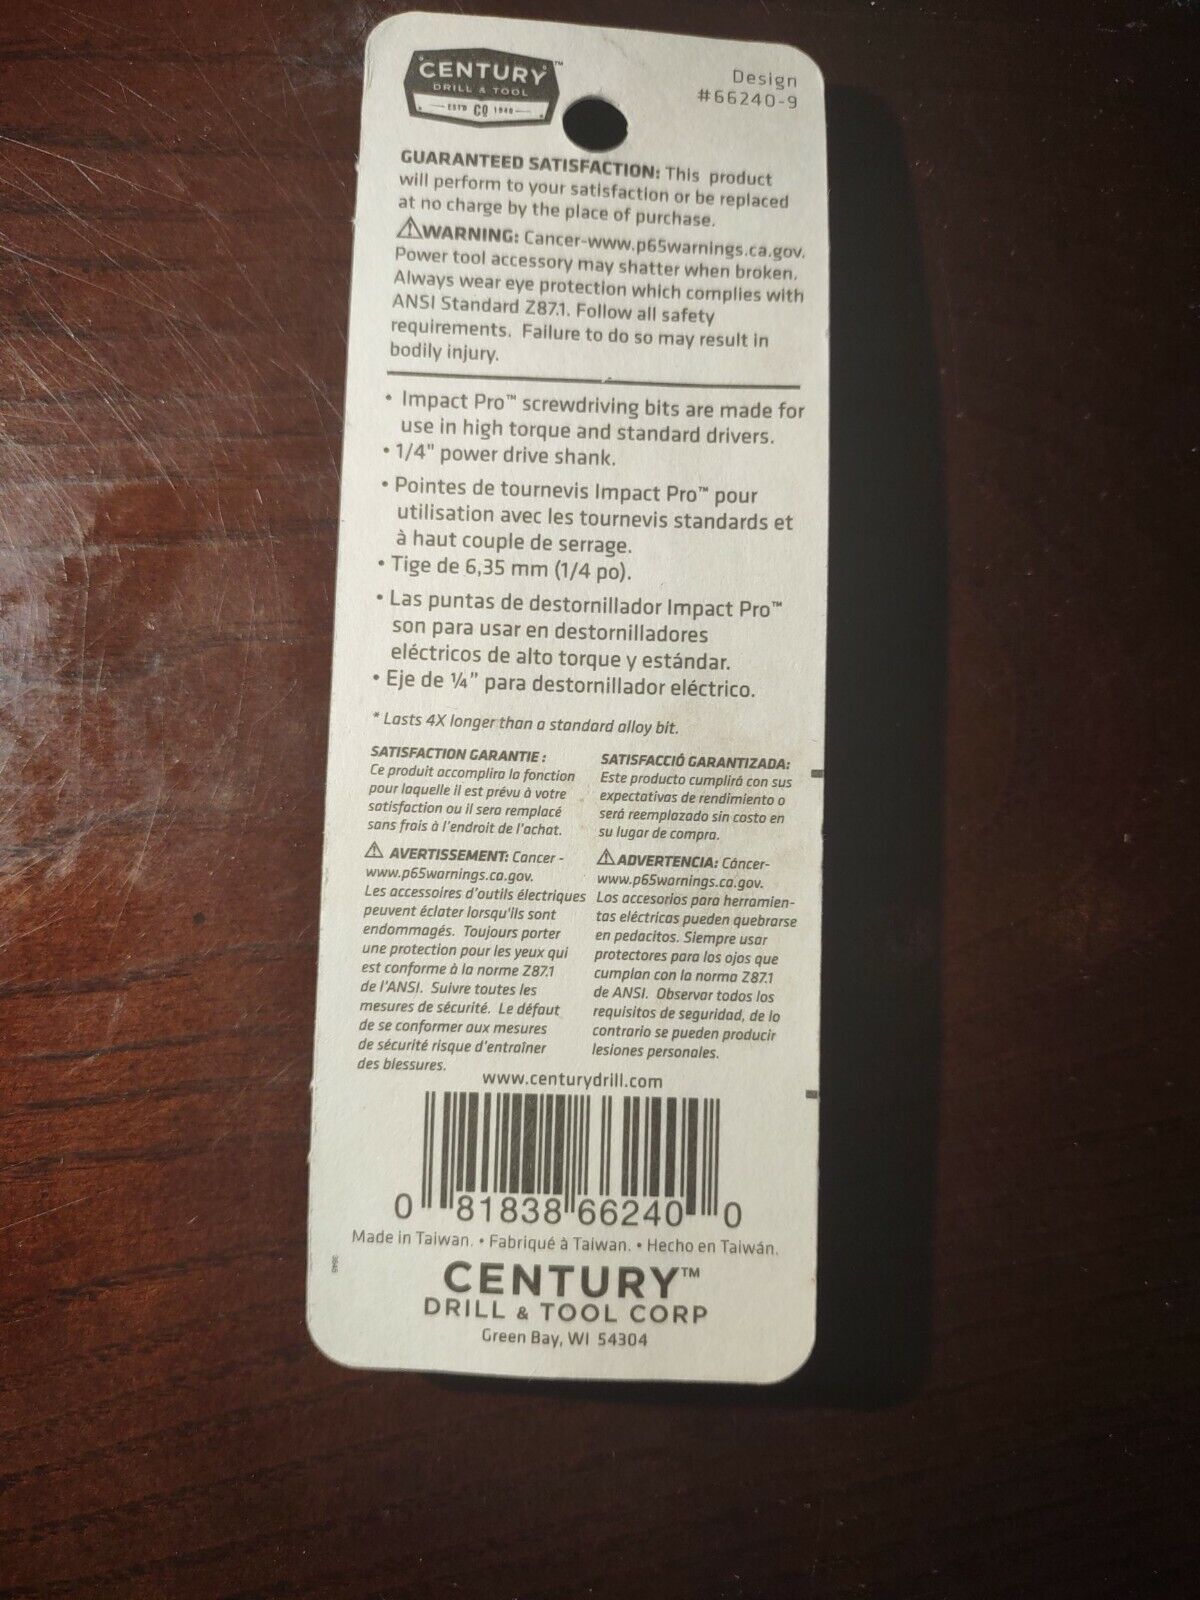 CENTURY™
DRILL & TOOL
ESTD CO 1940
Design
#66240-9
GUARANTEED SATISFACTION: This product
will perform to your satisfaction or be replaced
at no charge by the place of purchase.
⚠WARNING: Cancer-www.p65warnings.ca.gov.
Power tool accessory may shatter when broken.
Always wear eye protection which complies with
ANSI Standard Z87.1. Follow all safety
requirements. Failure to do so may result in
bodily injury.
• Impact Pro™ screwdriving bits are made for
use in high torque and standard drivers.
• 1/4" power drive shank.
• Pointes de tournevis Impact Pro™ pour
utilisation avec les tournevis standards et
à haut couple de serrage.
• Tige de 6,35 mm (1/4 po).
• Las puntas de destornillador Impact Pro™
son para usar en destornilladores
eléctricos de alto torque y estándar.
• Eje de ¼" para destornillador eléctrico.
* Lasts 4X longer than a standard alloy bit.
SATISFACTION GARANTIE :
Ce produit accomplira la fonction
pour laquelle il est prévu à votre
satisfaction ou il sera remplacé
sans frais à l'endroit de l'achat.
⚠ AVERTISSEMENT: Cancer -
www.p65warnings.ca.gov.
Les accessoires d'outils électriques
peuvent éclater lorsqu'ils sont
endommagés. Toujours porter
une protection pour les yeux qui
est conforme à la norme Z87.1
de l'ANSI. Suivre toutes les
mesures de sécurité. Le défaut
de se conformer aux mesures
de sécurité risque d'entraîner
des blessures.
SATISFACCIÓ GARANTIZADA:
Este producto cumplirá con sus
expectativas de rendimiento o
será reemplazado sin costo en
su lugar de compra.
⚠ADVERTENCIA: Cáncer-
www.p65warnings.ca.gov.
Los accesorios para herramien-
tas eléctricas pueden quebrarse
en pedacitos. Siempre usar
protectores para los ojos que
cumplan con la norma Z87.1
de ANSI. Observar todos los
requisitos de seguridad, de lo
contrario se pueden producir
lesiones personales.
www.centurydrill.com
0 81838 66240 0
Made in Taiwan. • Fabriqué à Taiwan. • Hecho en Taiwán.
CENTURY™
DRILL & TOOL CORP
Green Bay, WI 54304